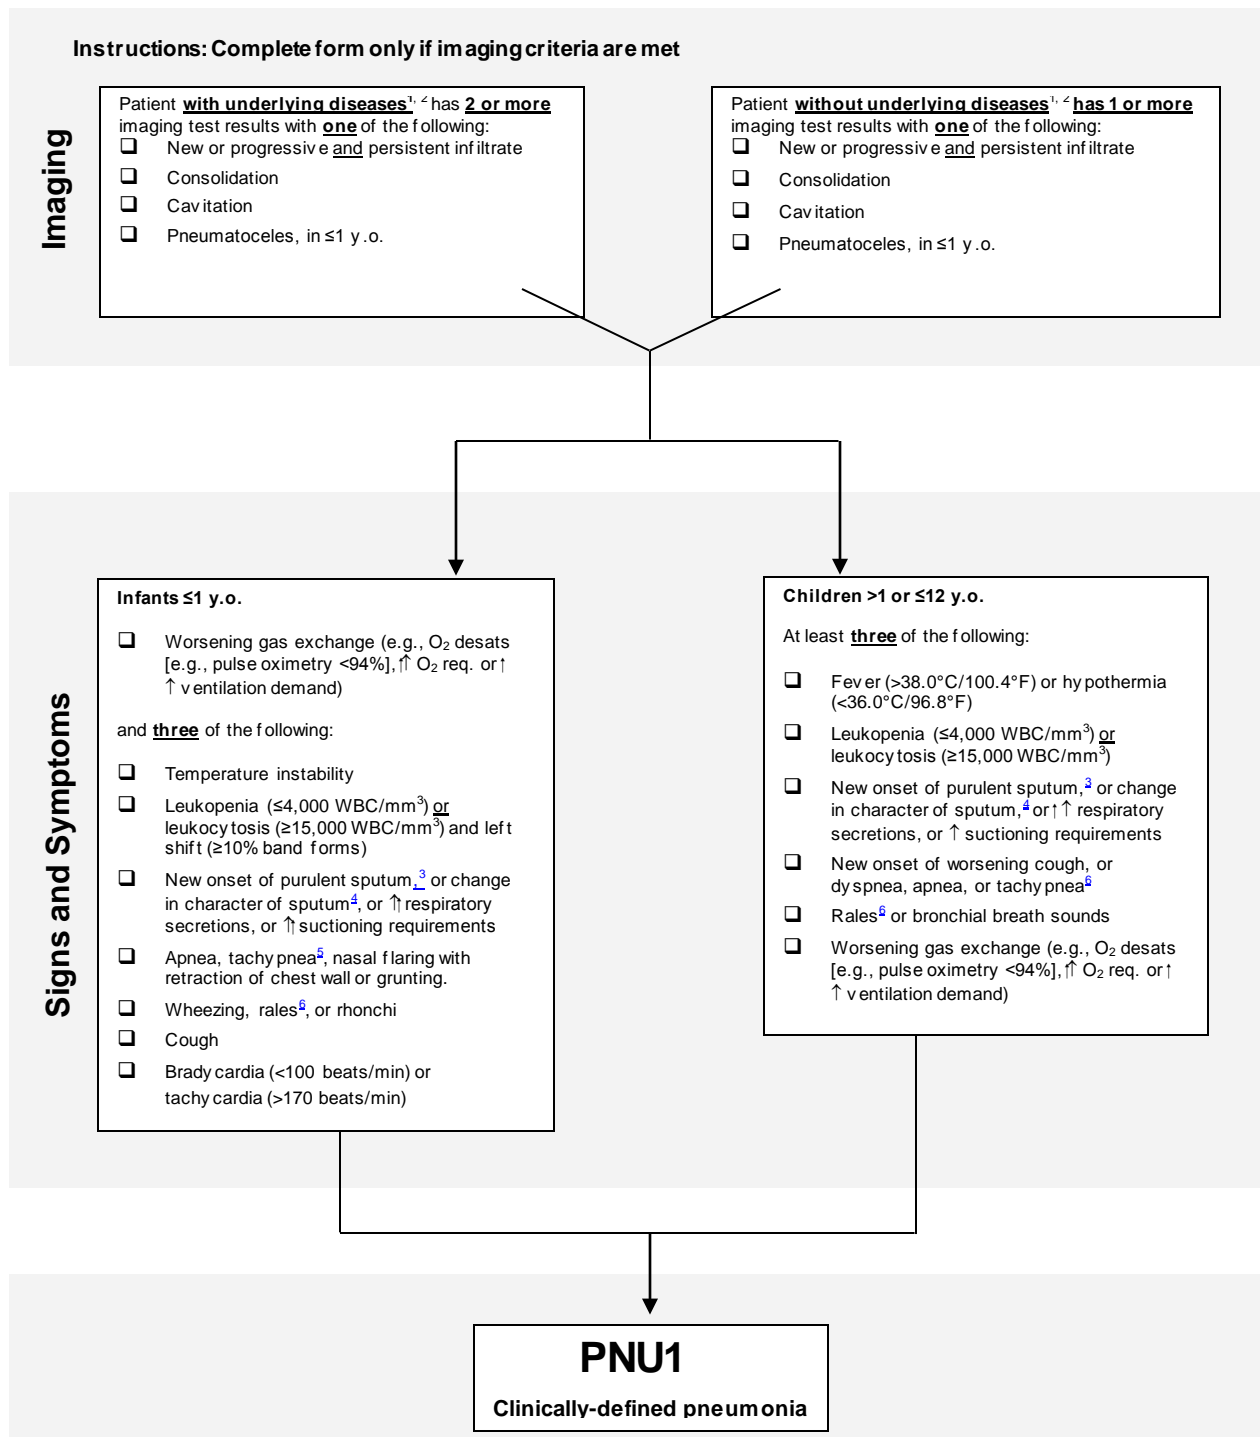 Instructions: Complete form only if imaging criteria are met
Imaging
Patient with underlying diseases1, 2 has 2 or more
imaging test results with one of the following:
❑ New or progressive and persistent infiltrate
❑ Consolidation
❑ Cavitation
❑ Pneumatoceles, in ≤1 y.o.
Patient without underlying diseases1, 2 has 1 or more
imaging test results with one of the following:
❑ New or progressive and persistent infiltrate
❑ Consolidation
❑ Cavitation
❑ Pneumatoceles, in ≤1 y.o.
Signs and Symptoms
Infants ≤1 y.o.
❑ Worsening gas exchange (e.g., O₂ desats
[e.g., pulse oximetry <94%], ↑ O₂ req. or ↑
↑ ventilation demand)
and three of the following:
❑ Temperature instability
❑ Leukopenia (≤4,000 WBC/mm³) or
leukocytosis (≥15,000 WBC/mm³) and left
shift (≥10% band forms)
❑ New onset of purulent sputum,³ or change
in character of sputum⁴, or ↑ respiratory
secretions, or ↑ suctioning requirements
❑ Apnea, tachypnea⁵, nasal flaring with
retraction of chest wall or grunting.
❑ Wheezing, rales⁶, or rhonchi
❑ Cough
❑ Bradycardia (<100 beats/min) or
tachycardia (>170 beats/min)
Children >1 or ≤12 y.o.
At least three of the following:
❑ Fever (>38.0°C/100.4°F) or hypothermia
(<36.0°C/96.8°F)
❑ Leukopenia (≤4,000 WBC/mm³) or
leukocytosis (≥15,000 WBC/mm³)
❑ New onset of purulent sputum,³ or change
in character of sputum,⁴ or ↑↑ respiratory
secretions, or ↑ suctioning requirements
❑ New onset of worsening cough, or
dyspnea, apnea, or tachypnea⁶
❑ Rales⁶ or bronchial breath sounds
❑ Worsening gas exchange (e.g., O₂ desats
[e.g., pulse oximetry <94%], ↑ O₂ req. or ↑
↑ ventilation demand)
PNU1
Clinically-defined pneumonia